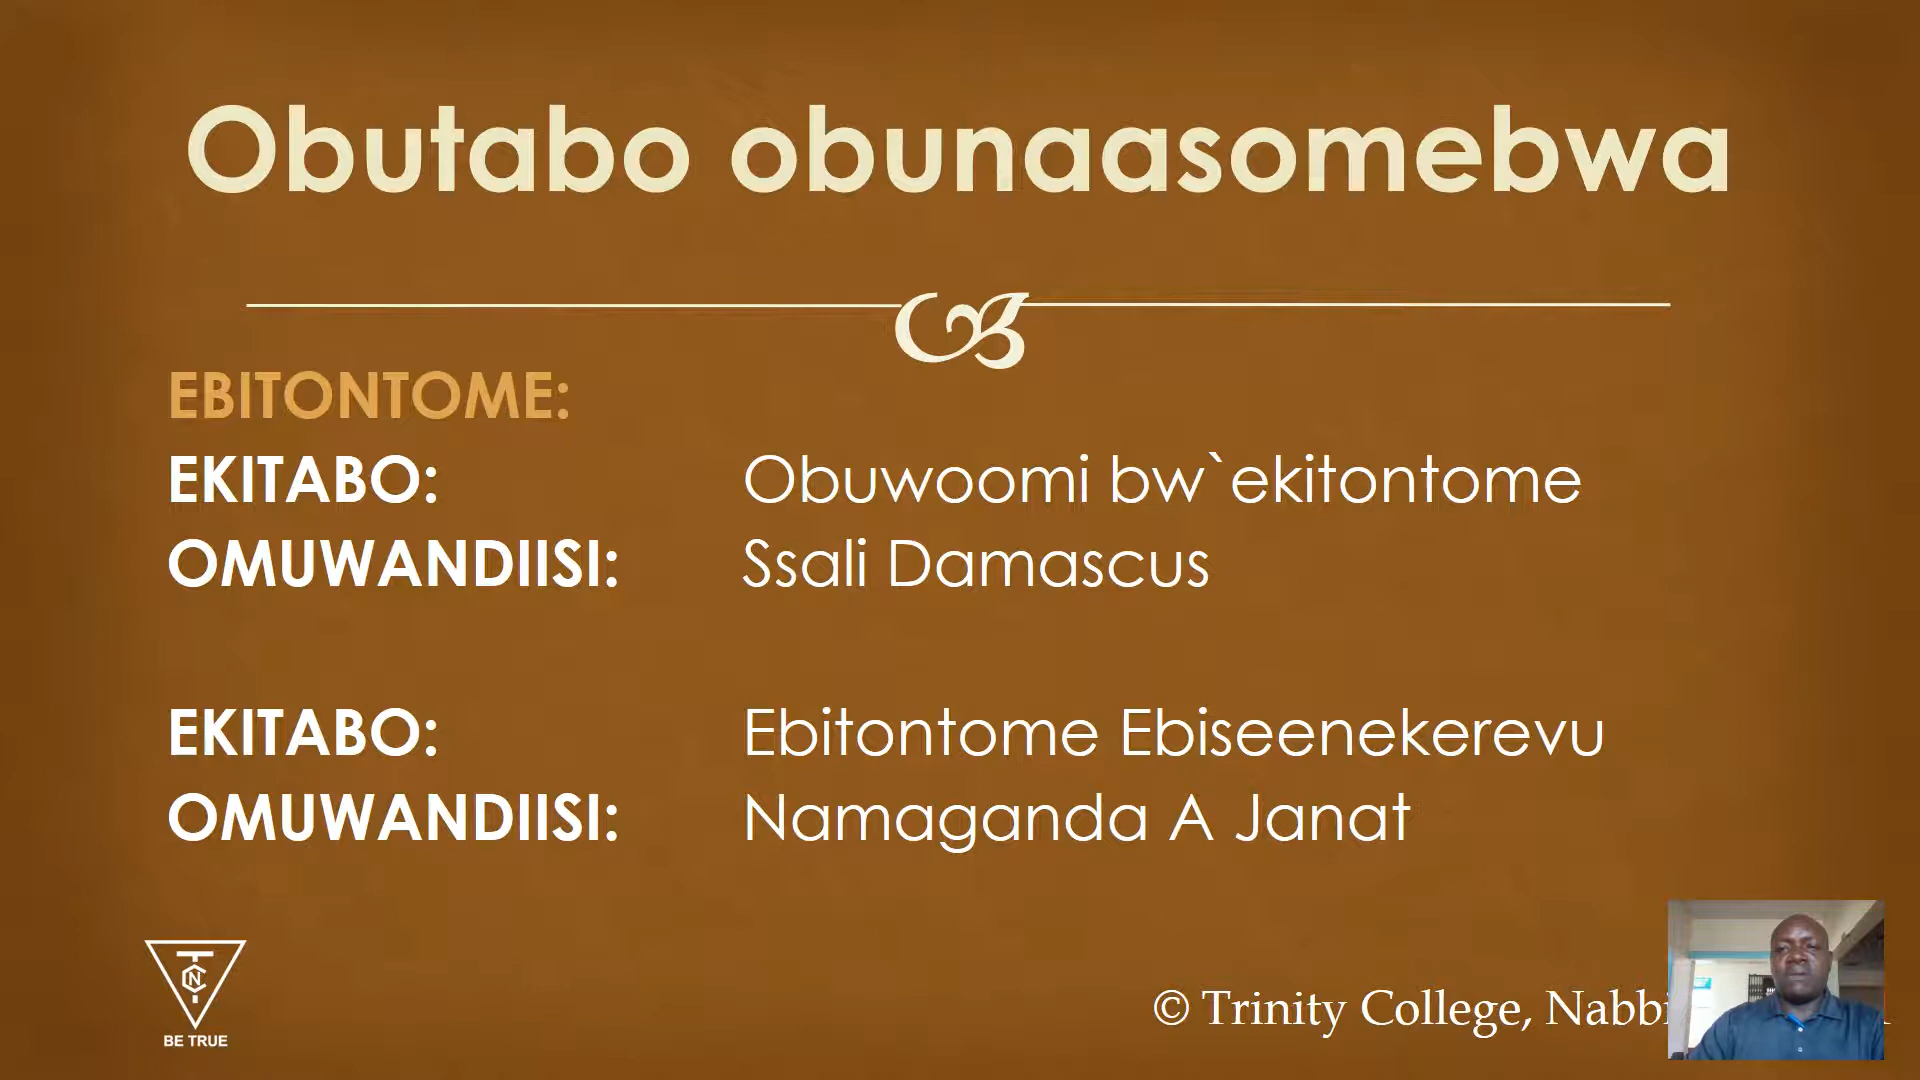 Obutabo obunaasomebwa
EBITONTOME:
EKITABO: Obuwoomi bw`ekitontome
OMUWANDIISI: Ssali Damascus
EKITABO: Ebitontome Ebiseenekerevu
OMUWANDIISI: Namaganda A Janat
TCN
BE TRUE
© Trinity College,